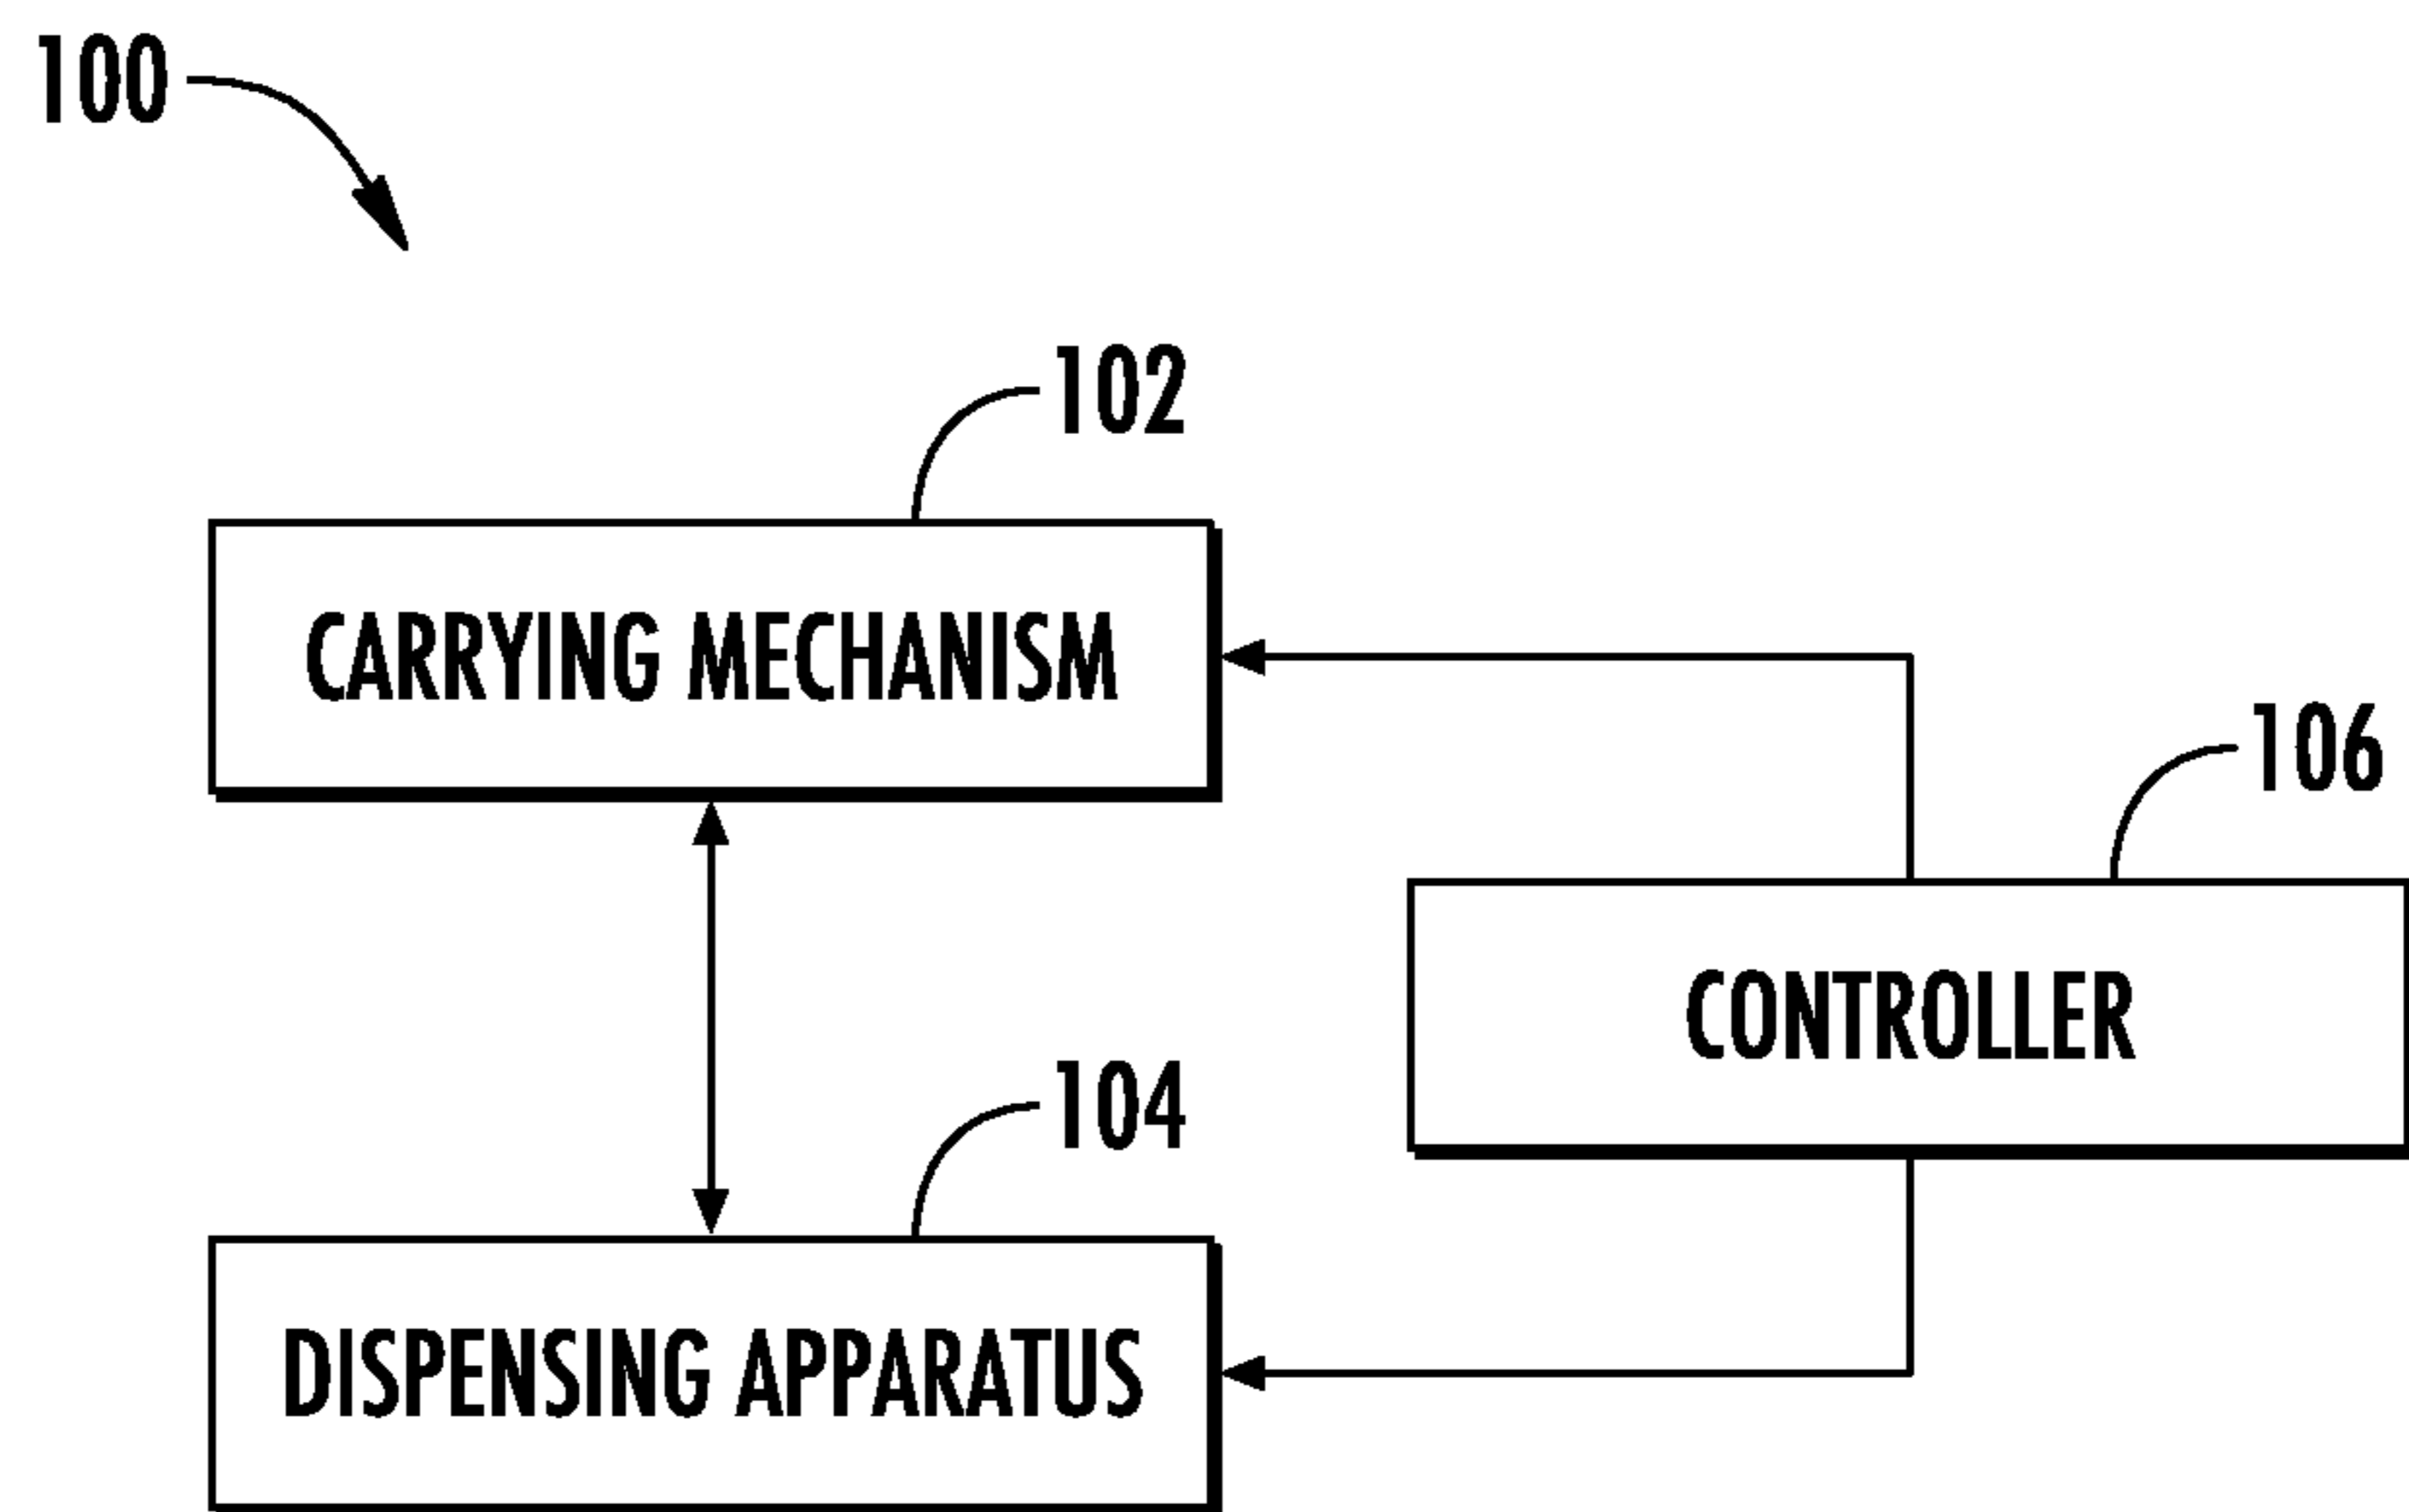 100
102
CARRYING MECHANISM
106
CONTROLLER
104
DISPENSING APPARATUS